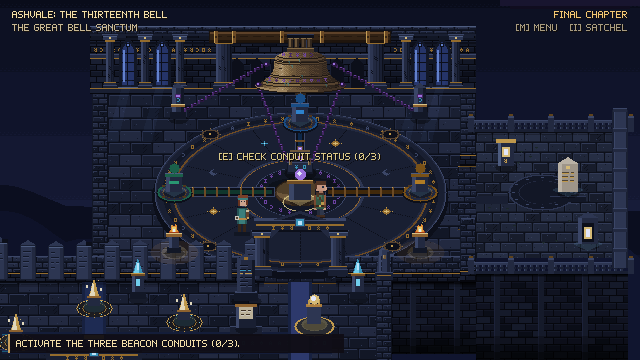 ASHVALE: THE THIRTEENTH BELL
FINAL CHAPTER
THE GREAT BELL SANCTUM
[M] MENU [I] SATCHEL
[E] CHECK CONDUIT STATUS (0/3)
ACTIVATE THE THREE BEACON CONDUITS (0/3).